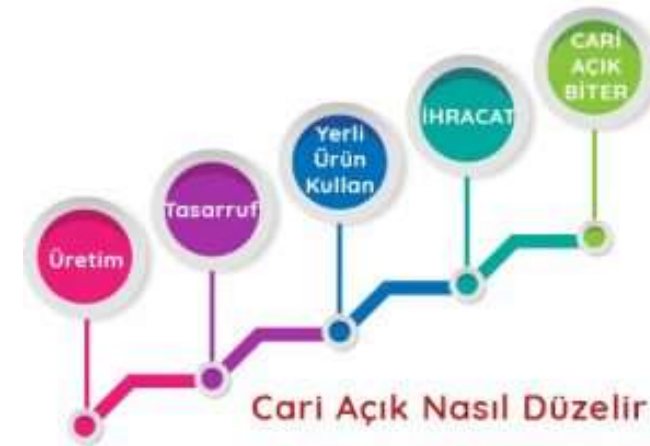 Üretim
Tasarruf
Yerli
Ürün
Kullan
İHRACAT
CARİ
AÇIK
BİTER
Cari Açık Nasıl Düzelir